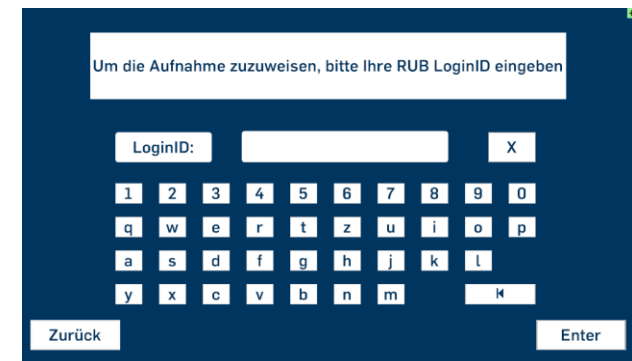 Um die Aufnahme zuzuweisen, bitte Ihre RUB LoginID eingeben
LoginID: X
1 2 3 4 5 6 7 8 9 0
q w e r t z u i o p
a s d f g h j k l
y x c v b n m
Zurück Enter